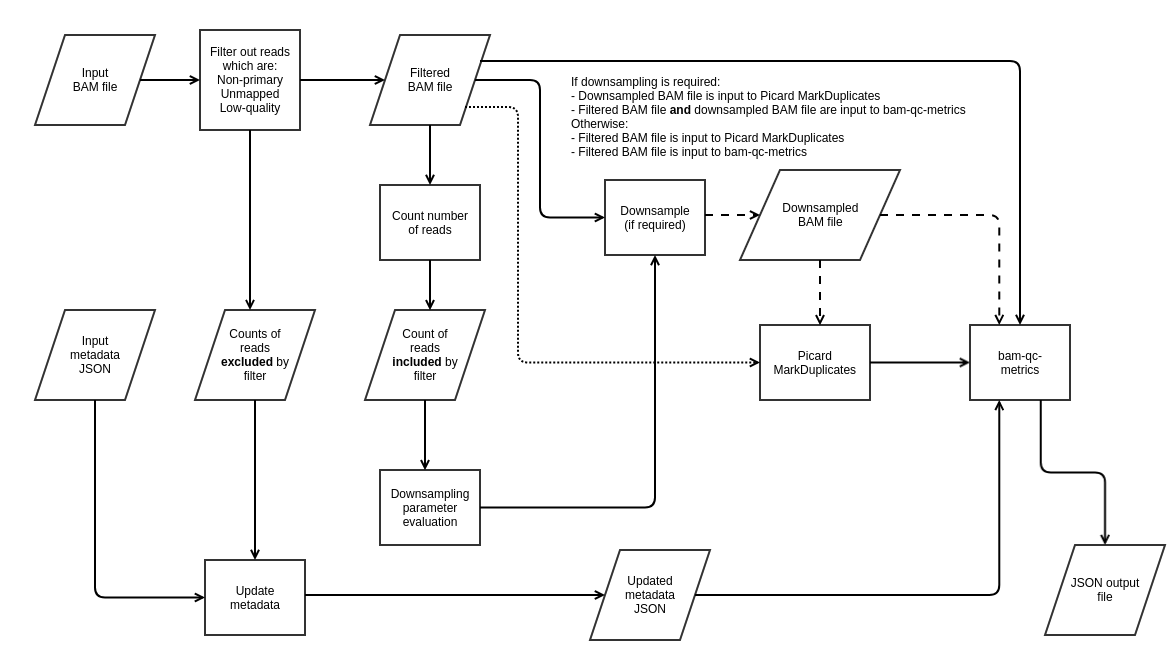 Input
BAM file
Filter out reads
which are:
Non-primary
Unmapped
Low-quality
Filtered
BAM file
If downsampling is required:
- Downsampled BAM file is input to Picard MarkDuplicates
- Filtered BAM file and downsampled BAM file are input to bam-qc-metrics
Otherwise:
- Filtered BAM file is input to Picard MarkDuplicates
- Filtered BAM file is input to bam-qc-metrics
Count number
of reads
Downsample
(if required)
Downsampled
BAM file
Input
metadata
JSON
Counts of
reads
excluded by
filter
Count of
reads
included by
filter
Picard
MarkDuplicates
bam-qc-
metrics
Downsampling
parameter
evaluation
Update
metadata
Updated
metadata
JSON
JSON output
file